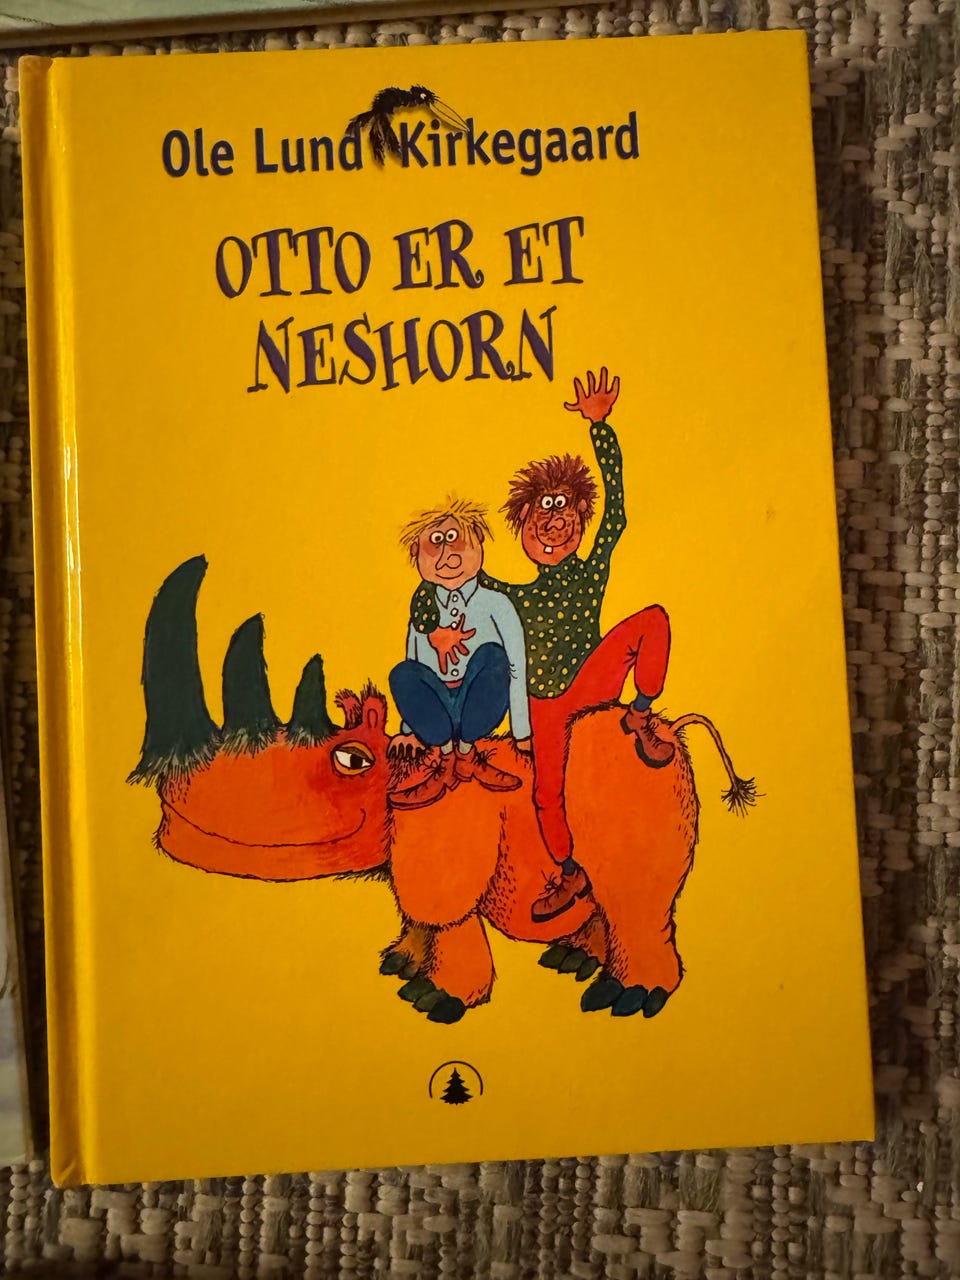 Ole Lund Kirkegaard
OTTO ER ET
NESHORN